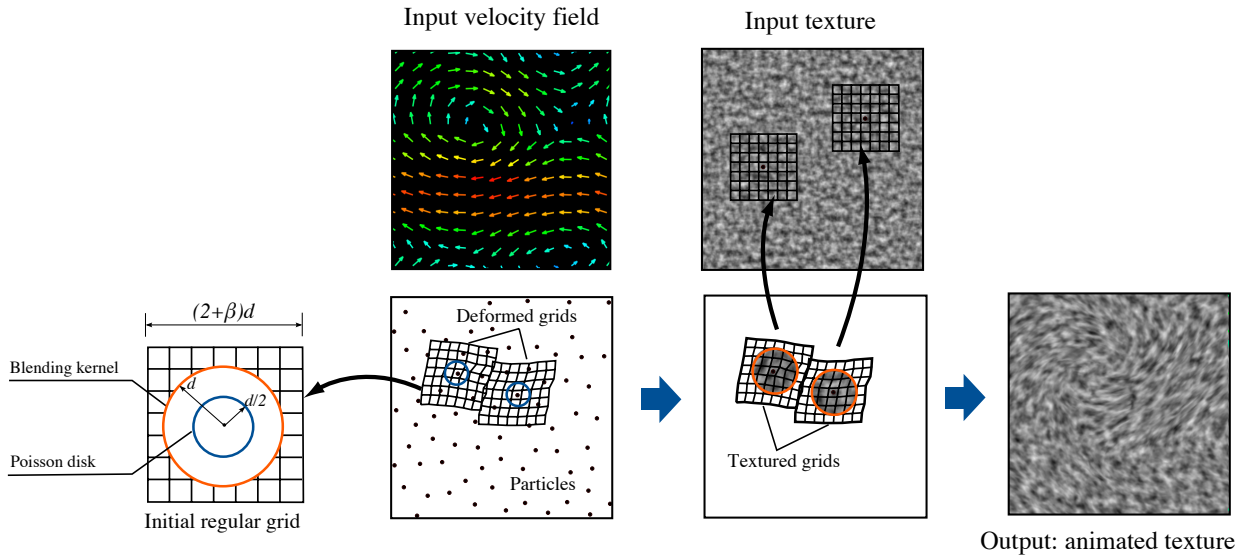 Input velocity field
Input texture
(2+β)d
Blending kernel
d
d/2
Poisson disk
Initial regular grid
Deformed grids
Particles
Textured grids
Output: animated texture